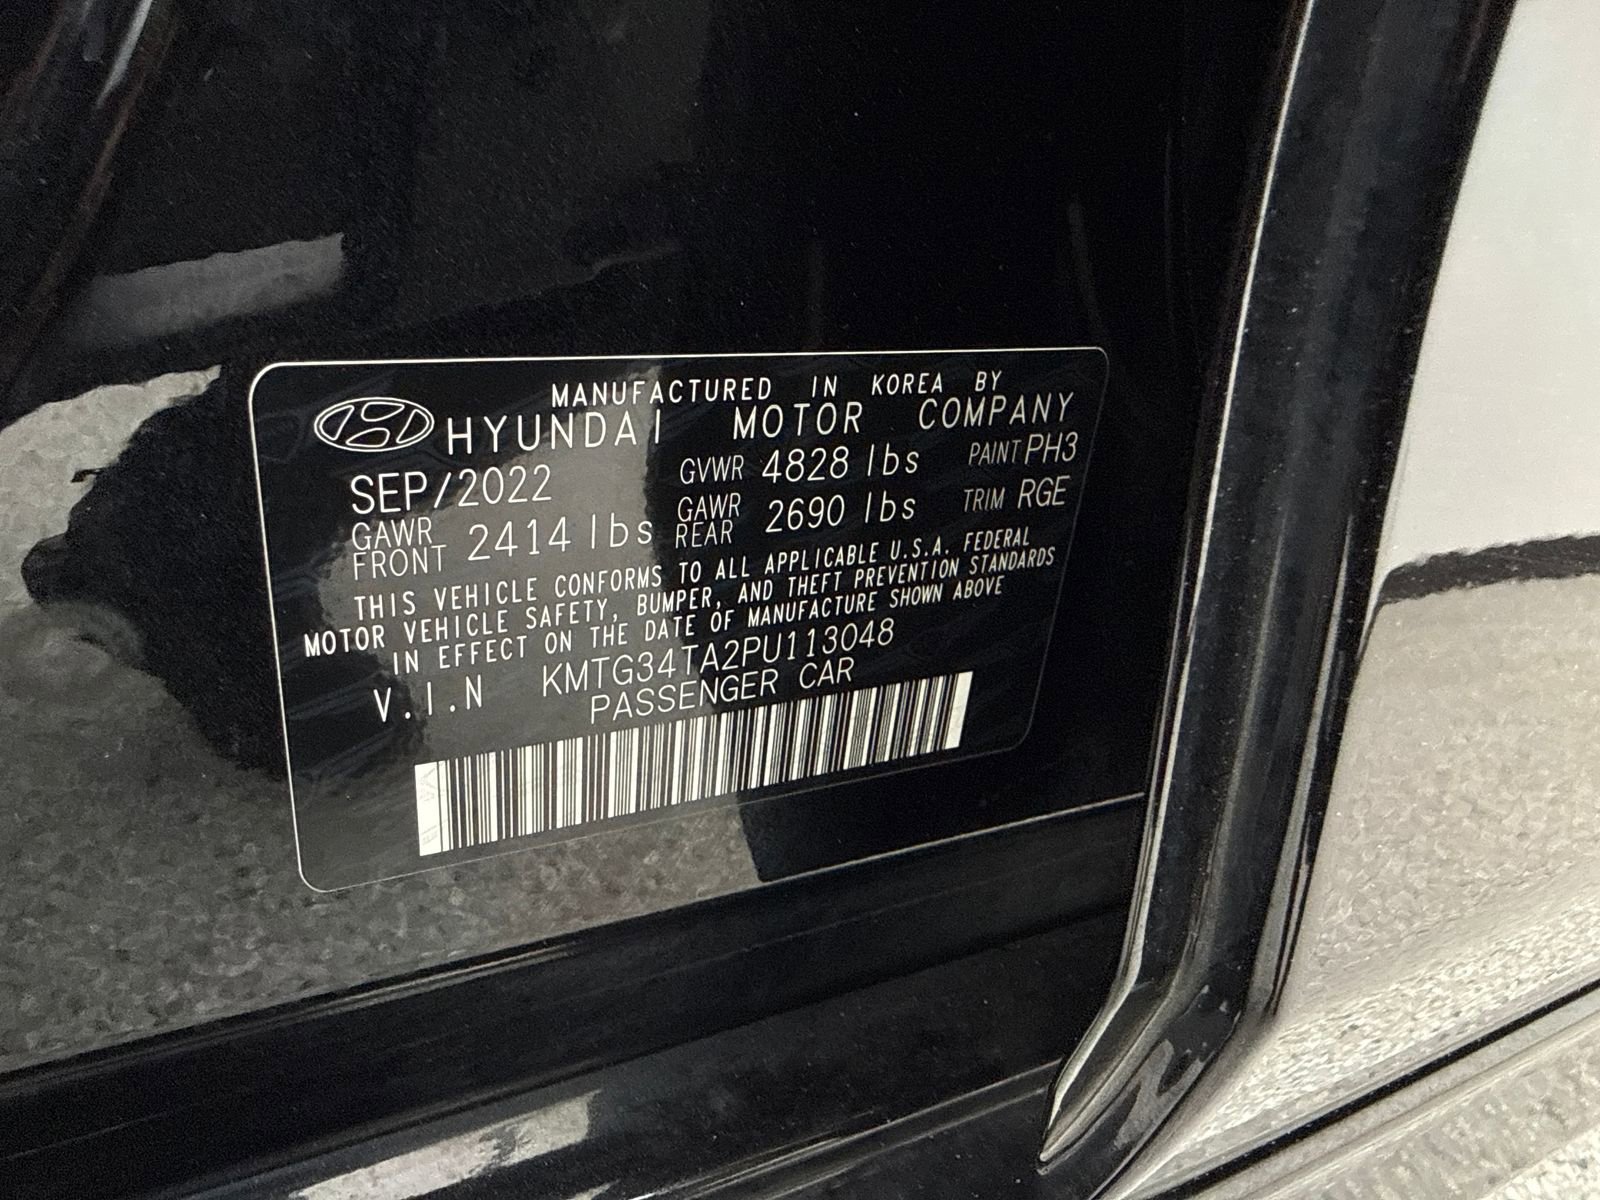 MANUFACTURED IN KOREA BY
HYUNDAI MOTOR COMPANY
SEP/2022 GVWR 4828 lbs PAINT PH3
GAWR FRONT 2414 lbs GAWR REAR 2690 lbs TRIM RGE
THIS VEHICLE CONFORMS TO ALL APPLICABLE U.S.A. FEDERAL
MOTOR VEHICLE SAFETY, BUMPER, AND THEFT PREVENTION STANDARDS
IN EFFECT ON THE DATE OF MANUFACTURE SHOWN ABOVE
V.I.N KMTG34TA2PU113048
PASSENGER CAR